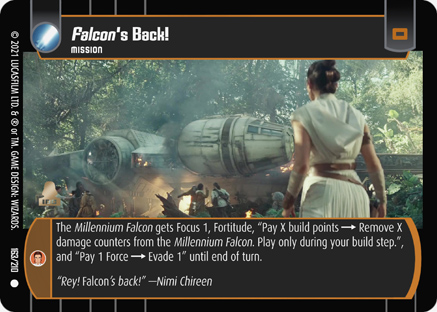 Falcon's Back!
MISSION
The Millennium Falcon gets Focus 1, Fortitude, “Pay X build points → Remove X
damage counters from the Millennium Falcon. Play only during your build step.”,
and “Pay 1 Force → Evade 1” until end of turn.
“Rey! Falcon's back!” —Nimi Chireen
© 2021 LUCASFILM LTD. & ® or TM. GAME DESIGN: WIZARDS.
163/210